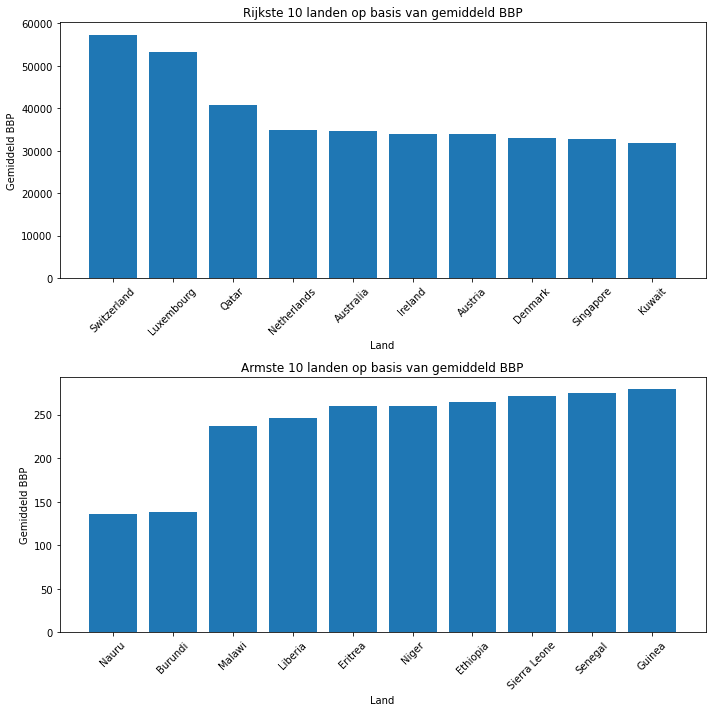 Rijkste 10 landen op basis van gemiddeld BBP
60000
50000
40000
30000
20000
10000
0
Gemiddeld BBP
Switzerland
Luxembourg
Qatar
Netherlands
Australia
Ireland
Austria
Denmark
Singapore
Kuwait
Land
Armste 10 landen op basis van gemiddeld BBP
250
200
150
100
50
0
Gemiddeld BBP
Nauru
Burundi
Malawi
Liberia
Eritrea
Niger
Ethiopia
Sierra Leone
Senegal
Guinea
Land